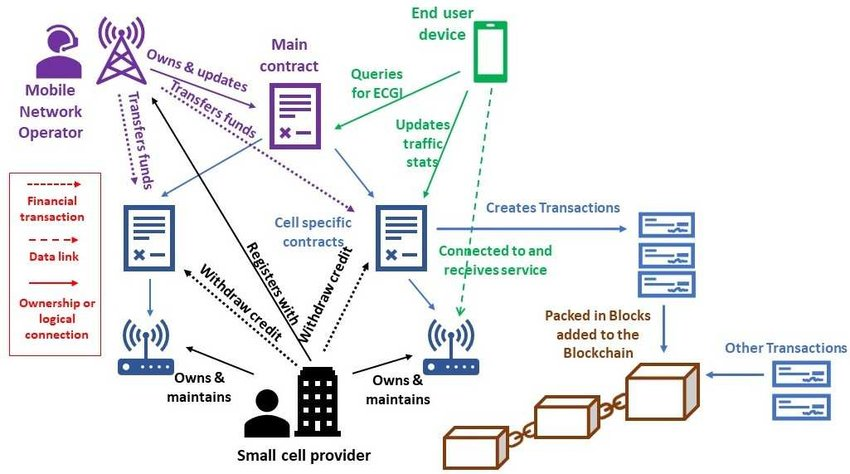 End user
device
Main
contract
Owns & updates
Mobile
Network
Operator
Transfers funds
Transfers funds
Queries
for ECGI
Updates
traffic
stats
Financial
transaction
Data link
Ownership or
logical
connection
Cell specific
contracts
Creates Transactions
Connected to and
receives service
Registers with
Withdraw credit
Withdraw credit
Packed in Blocks
added to the
Blockchain
Other Transactions
Owns &
maintains
Owns &
maintains
Small cell provider